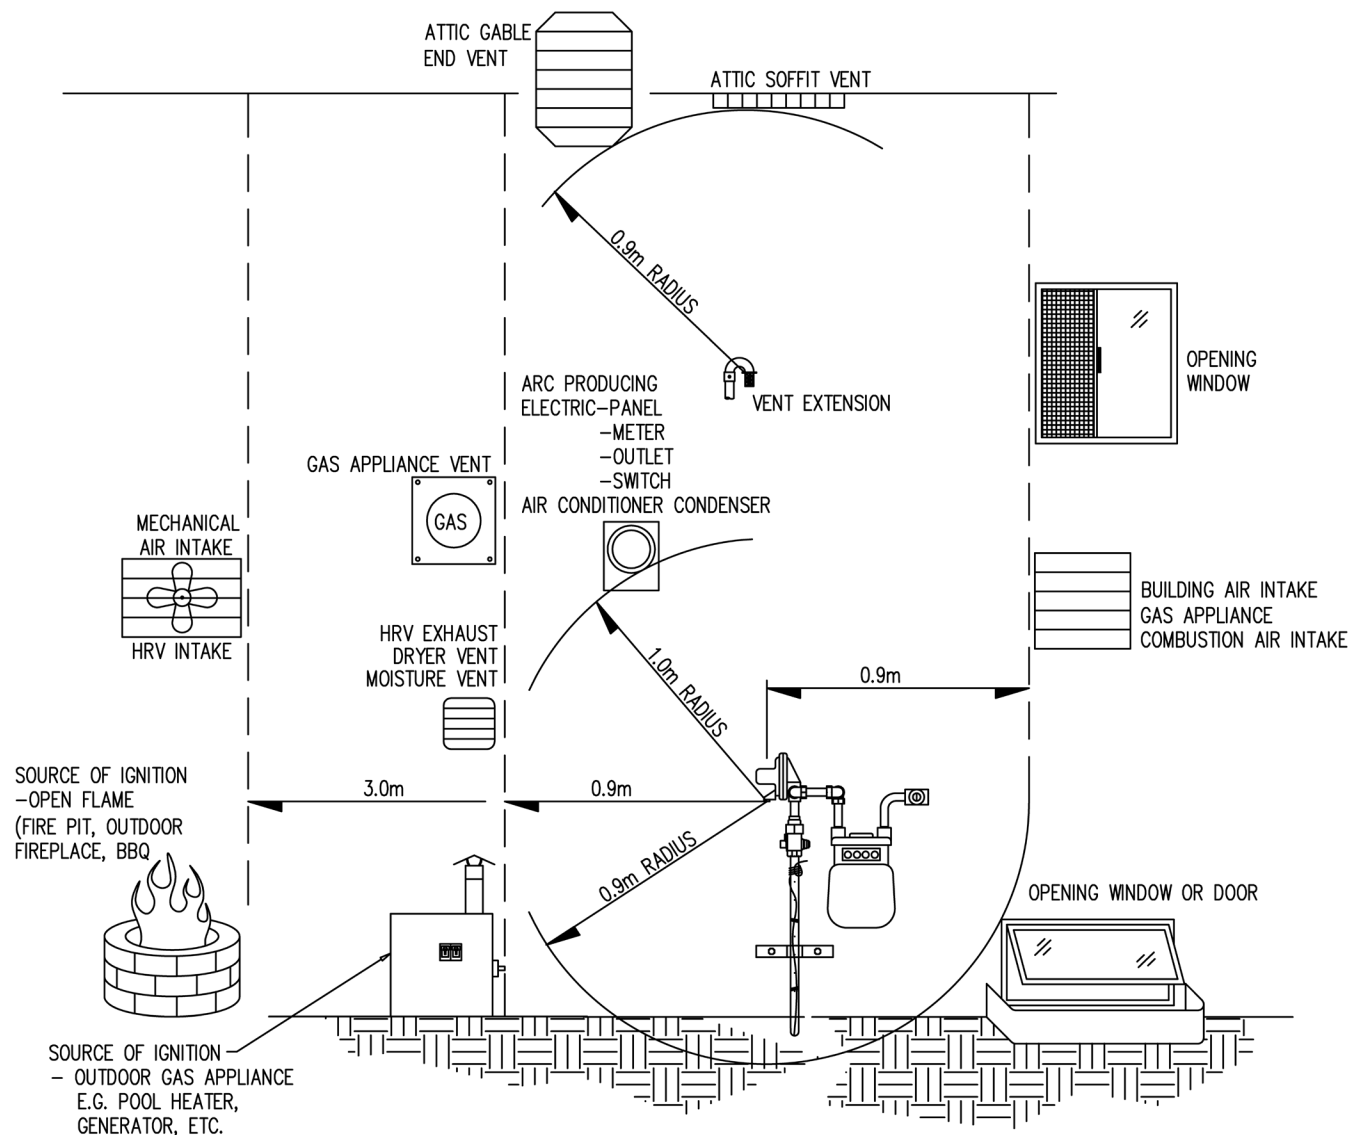 ATTIC GABLE
END VENT
ATTIC SOFFIT VENT
0.9m RADIUS
VENT EXTENSION
OPENING
WINDOW
ARC PRODUCING
ELECTRIC-PANEL
-METER
-OUTLET
-SWITCH
AIR CONDITIONER CONDENSER
GAS APPLIANCE VENT
GAS
MECHANICAL
AIR INTAKE
HRV INTAKE
BUILDING AIR INTAKE
GAS APPLIANCE
COMBUSTION AIR INTAKE
HRV EXHAUST
DRYER VENT
MOISTURE VENT
1.0m RADIUS
0.9m
3.0m
0.9m
0.9m RADIUS
SOURCE OF IGNITION
-OPEN FLAME
(FIRE PIT, OUTDOOR
FIREPLACE, BBQ
OPENING WINDOW OR DOOR
SOURCE OF IGNITION
- OUTDOOR GAS APPLIANCE
E.G. POOL HEATER,
GENERATOR, ETC.